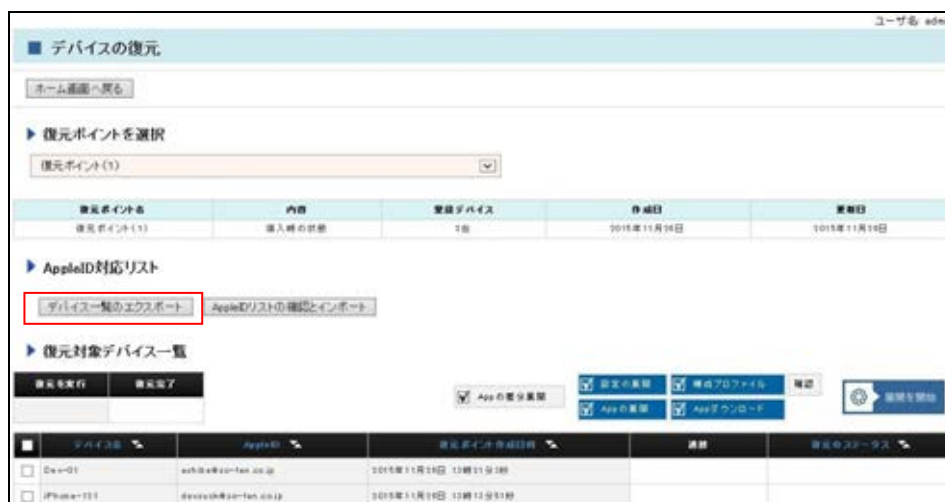 ユーザ名 adm
■ デバイスの復元
ホーム画面へ戻る
復元ポイントを選択
復元ポイント(1)
復元ポイント名 内容 登録デバイス 作成日 更新日
復元ポイント(1) 導入時の状態 2015年11月26日 2015年11月26日
AppleID対応リスト
デバイス一覧のエクスポート AppleIDリストの確認とインポート
復元対象デバイス一覧
復元を実行 復元完了
Appの差分展開 設定の展開 構成プロファイル 確認 展開を開始
Appの展開 Appダウンロード
デバイス名 AppleID 復元ポイント作成日時 復元のステータス
Dev-01
iPhone-101